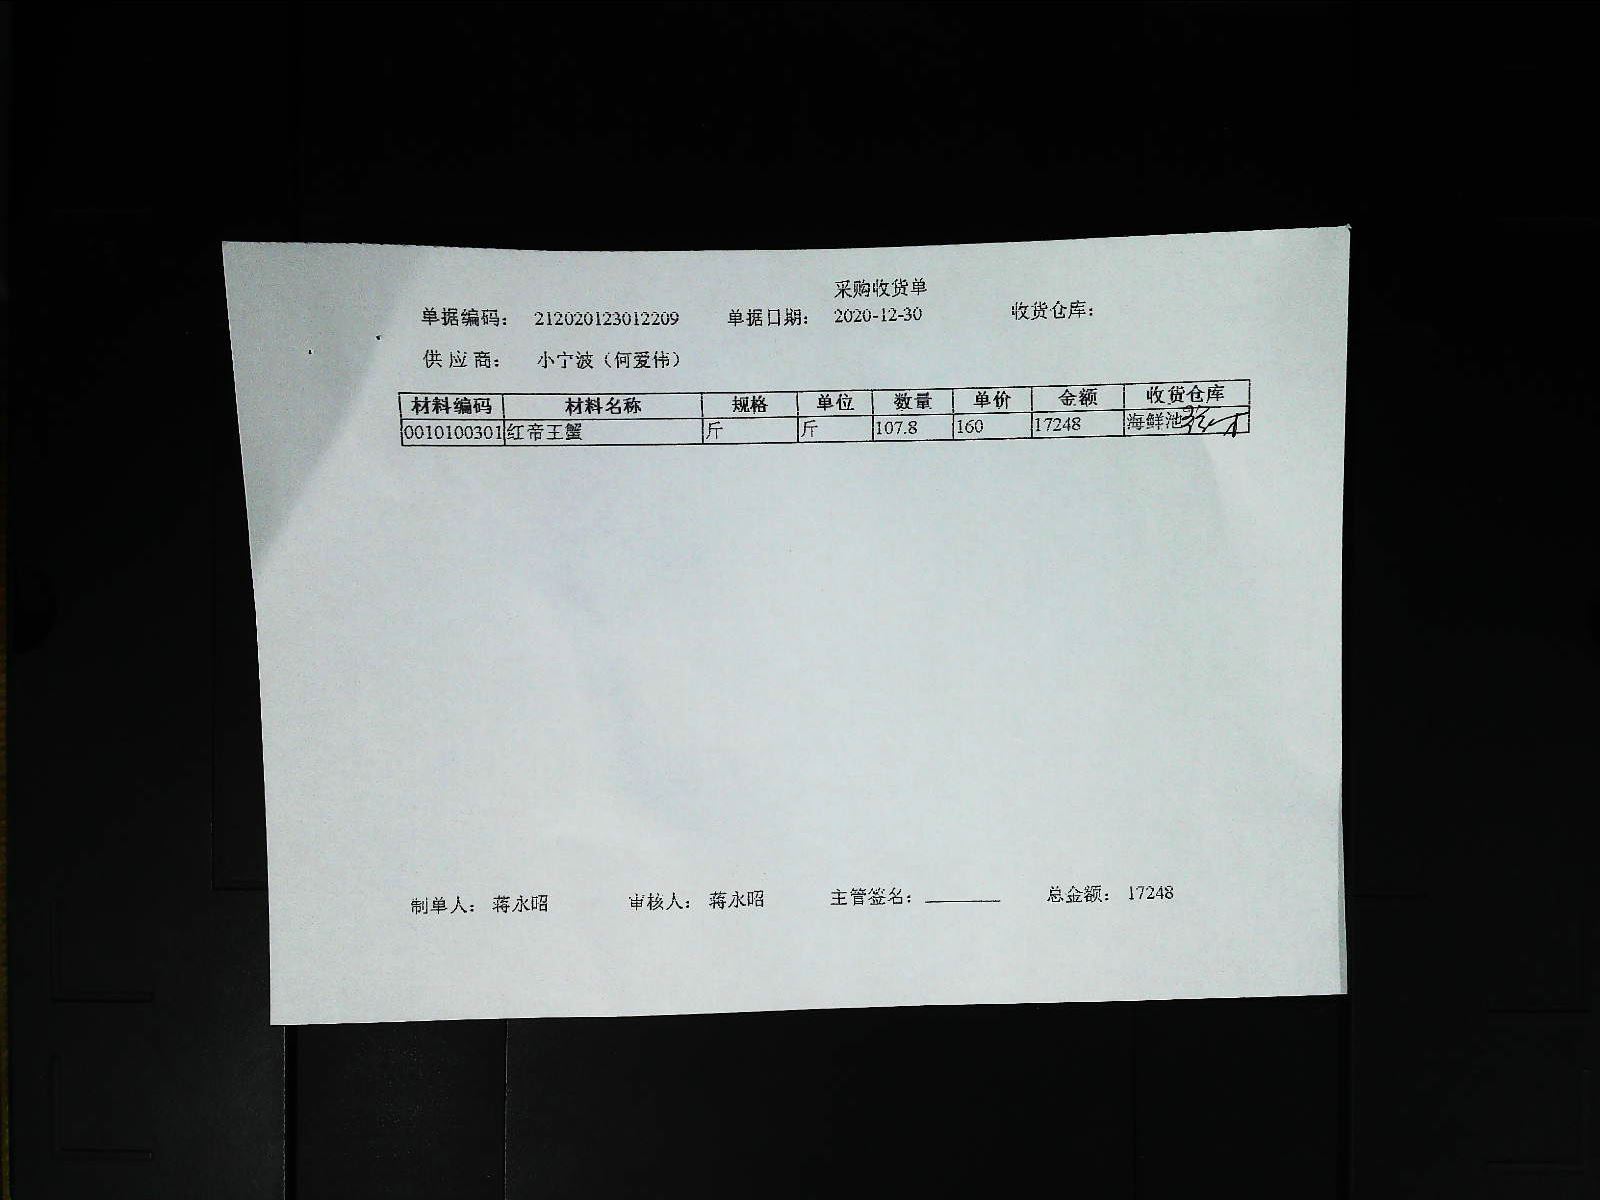 采购收货单
单据编码： 212020123012209 单据日期： 2020-12-30 收货仓库：
供 应 商： 小宁波（何爱伟）
材料编码 材料名称 规格 单位 数量 单价 金额 收货仓库
0010100301 红帝王蟹 斤 斤 107.8 160 17248 海鲜池
制单人： 蒋永昭 审核人： 蒋永昭 主管签名： 总金额： 17248